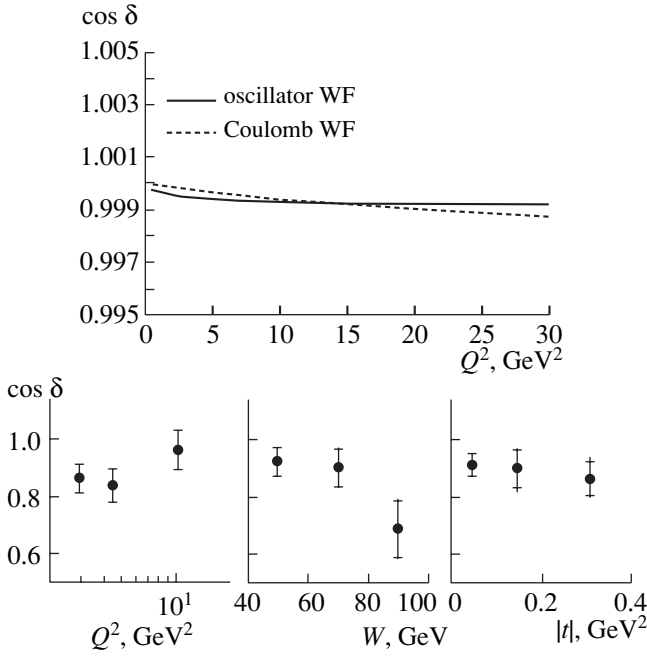 cos δ
1.005
1.003
oscillator WF
Coulomb WF
1.001
0.999
0.997
0.995
0 5 10 15 20 25 30
Q², GeV²
cos δ
1.0
0.8
0.6
10¹ 40 60 80 100 0 0.2 0.4
Q², GeV² W, GeV |t|, GeV²